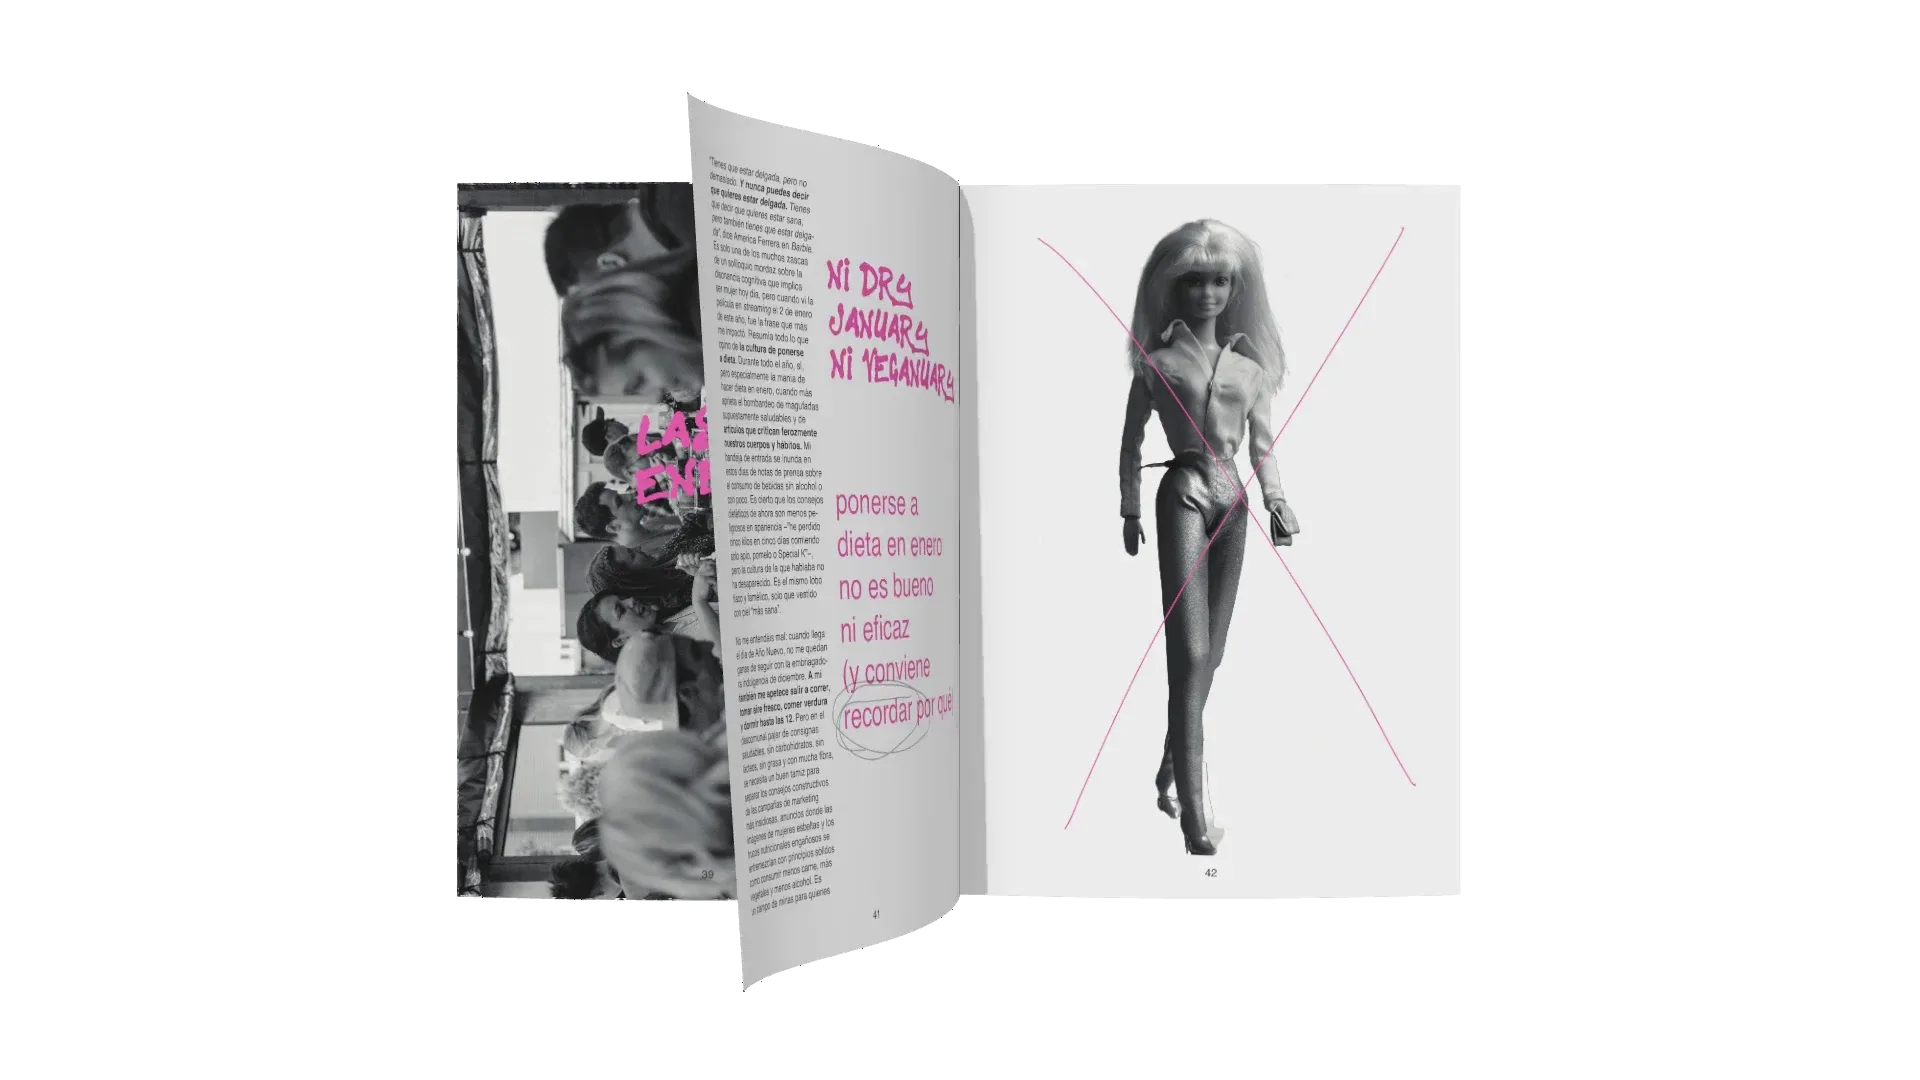 LAS
ENE
39
"Tienes que estar delgada, pero no
demasiado. Y nunca puedes decir
que quieres estar delgada. Tienes
que decir que quieres estar sana,
pero también tienes que estar delga-
da", dice America Ferrera en Barbie.
Es solo una de los muchos zascas
de un soliloquio mordaz sobre la
disonancia cognitiva que implica
ser mujer hoy día, pero cuando vi la
película en streaming el 2 de enero
de este año, fue la frase que más
me impactó. Resumía todo lo que
opino de la cultura de ponerse
a dieta. Durante todo el año, sí,
pero especialmente la manía de
hacer dieta en enero, cuando más
aprieta el bombardeo de magufadas
supuestamente saludables y de
artículos que critican ferozmente
nuestros cuerpos y hábitos. Mi
bandeja de entrada se inunda en
estos días de notas de prensa sobre
el consumo de bebidas sin alcohol o
con poco. Es cierto que los consejos
dietéticos de ahora son menos pe-
ligrosos en apariencia –"he perdido
cinco kilos en cinco días comiendo
solo apio, pomelo o Special K"–,
pero la cultura de la que hablaba no
ha desaparecido. Es el mismo lobo
flaco y famélico, solo que vestido
con piel "más sana".
No me entendáis mal: cuando llega
el día de Año Nuevo, no me quedan
ganas de seguir con la embriagado-
ra indulgencia de diciembre. A mí
también me apetece salir a correr,
tomar aire fresco, comer verdura
y dormir hasta las 12. Pero en el
descomunal pajar de consignas
saludables, sin carbohidratos, sin
lácteos, sin grasa y con mucha fibra,
se necesita un buen tamiz para
separar los consejos constructivos
de las campañas de marketing
más insidiosas, anuncios donde las
imágenes de mujeres esbeltas y los
trucos nutricionales engañosos se
entremezclan con principios sólidos
como consumir menos carne, más
vegetales y menos alcohol. Es
un campo de minas para quienes
Ni DRY
JANUARY
Ni VEGANUARY
ponerse a
dieta en enero
no es bueno
ni eficaz
(y conviene
recordar por qué)
41
42